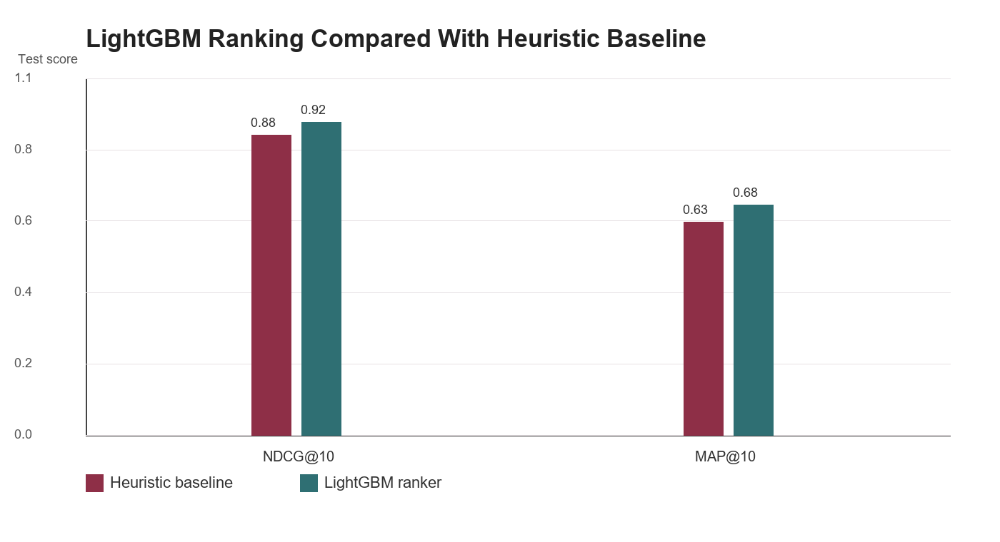 LightGBM Ranking Compared With Heuristic Baseline
Test score
1.1
0.8
0.6
0.4
0.2
0.0
0.88
0.92
0.63
0.68
NDCG@10
MAP@10
Heuristic baseline
LightGBM ranker